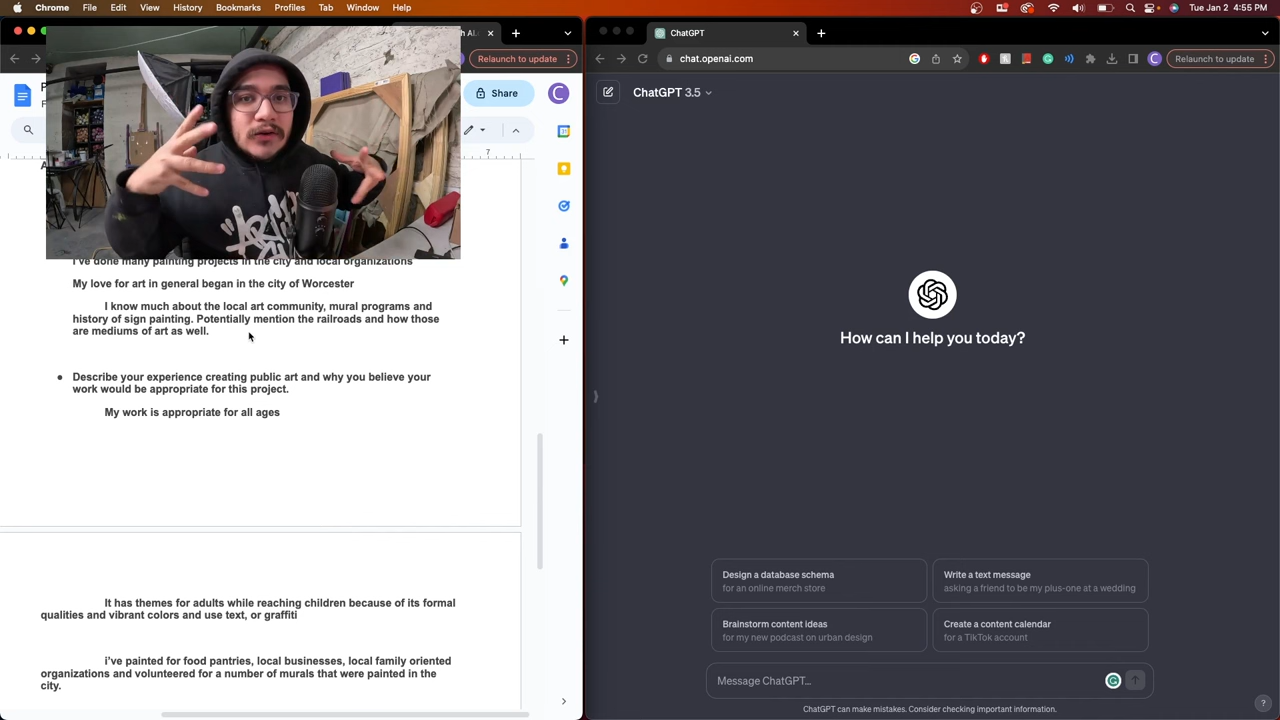 Chrome File Edit View History Bookmarks Profiles Tab Window Help
Tue Jan 2 4:55 PM
h AI.
Relaunch to update
Share
C
7
I've done many painting projects in the city and local organizations
My love for art in general began in the city of Worcester
I know much about the local art community, mural programs and
history of sign painting. Potentially mention the railroads and how those
are mediums of art as well.
Describe your experience creating public art and why you believe your
work would be appropriate for this project.
My work is appropriate for all ages
It has themes for adults while reaching children because of its formal
qualities and vibrant colors and use text, or graffiti
i've painted for food pantries, local businesses, local family oriented
organizations and volunteered for a number of murals that were painted in the
city.
ChatGPT
chat.openai.com
C
Relaunch to update
ChatGPT 3.5
How can I help you today?
Design a database schema
for an online merch store
Write a text message
asking a friend to be my plus-one at a wedding
Brainstorm content ideas
for my new podcast on urban design
Create a content calendar
for a TikTok account
Message ChatGPT...
ChatGPT can make mistakes. Consider checking important information.
?